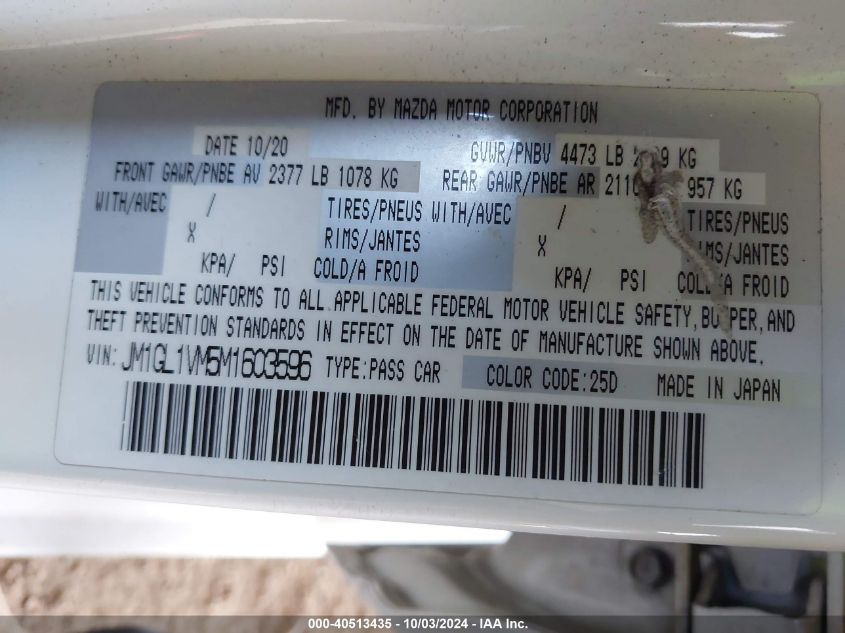 MFD. BY MAZDA MOTOR CORPORATION
DATE 10/20 GVWR/PNBV 4473 LB KG
FRONT GAWR/PNBE AV 2377 LB 1078 KG REAR GAWR/PNBE AR 2110 957 KG
WITH/AVEC / TIRES/PNEUS WITH/AVEC / TIRES/PNEUS
X RIMS/JANTES X RIMS/JANTES
KPA/ PSI COLD/A FROID KPA/ PSI COLD/A FROID
THIS VEHICLE CONFORMS TO ALL APPLICABLE FEDERAL MOTOR VEHICLE SAFETY, BUMPER, AND
THEFT PREVENTION STANDARDS IN EFFECT ON THE DATE OF MANUFACTURE SHOWN ABOVE.
VIN: JM1GL1VM5M1603596 TYPE:PASS CAR COLOR CODE:25D MADE IN JAPAN
000-40513435 - 10/03/2024 - IAA Inc.